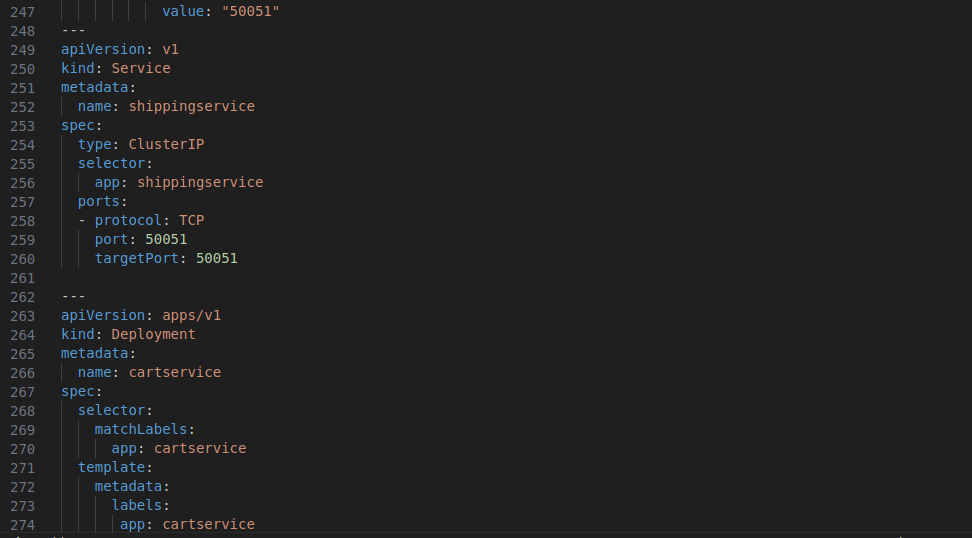 247 value: "50051"
248 ---
249 apiVersion: v1
250 kind: Service
251 metadata:
252   name: shippingservice
253 spec:
254   type: ClusterIP
255   selector:
256     app: shippingservice
257   ports:
258   - protocol: TCP
259     port: 50051
260     targetPort: 50051
261
262 ---
263 apiVersion: apps/v1
264 kind: Deployment
265 metadata:
266   name: cartservice
267 spec:
268   selector:
269     matchLabels:
270       app: cartservice
271   template:
272     metadata:
273       labels:
274        app: cartservice